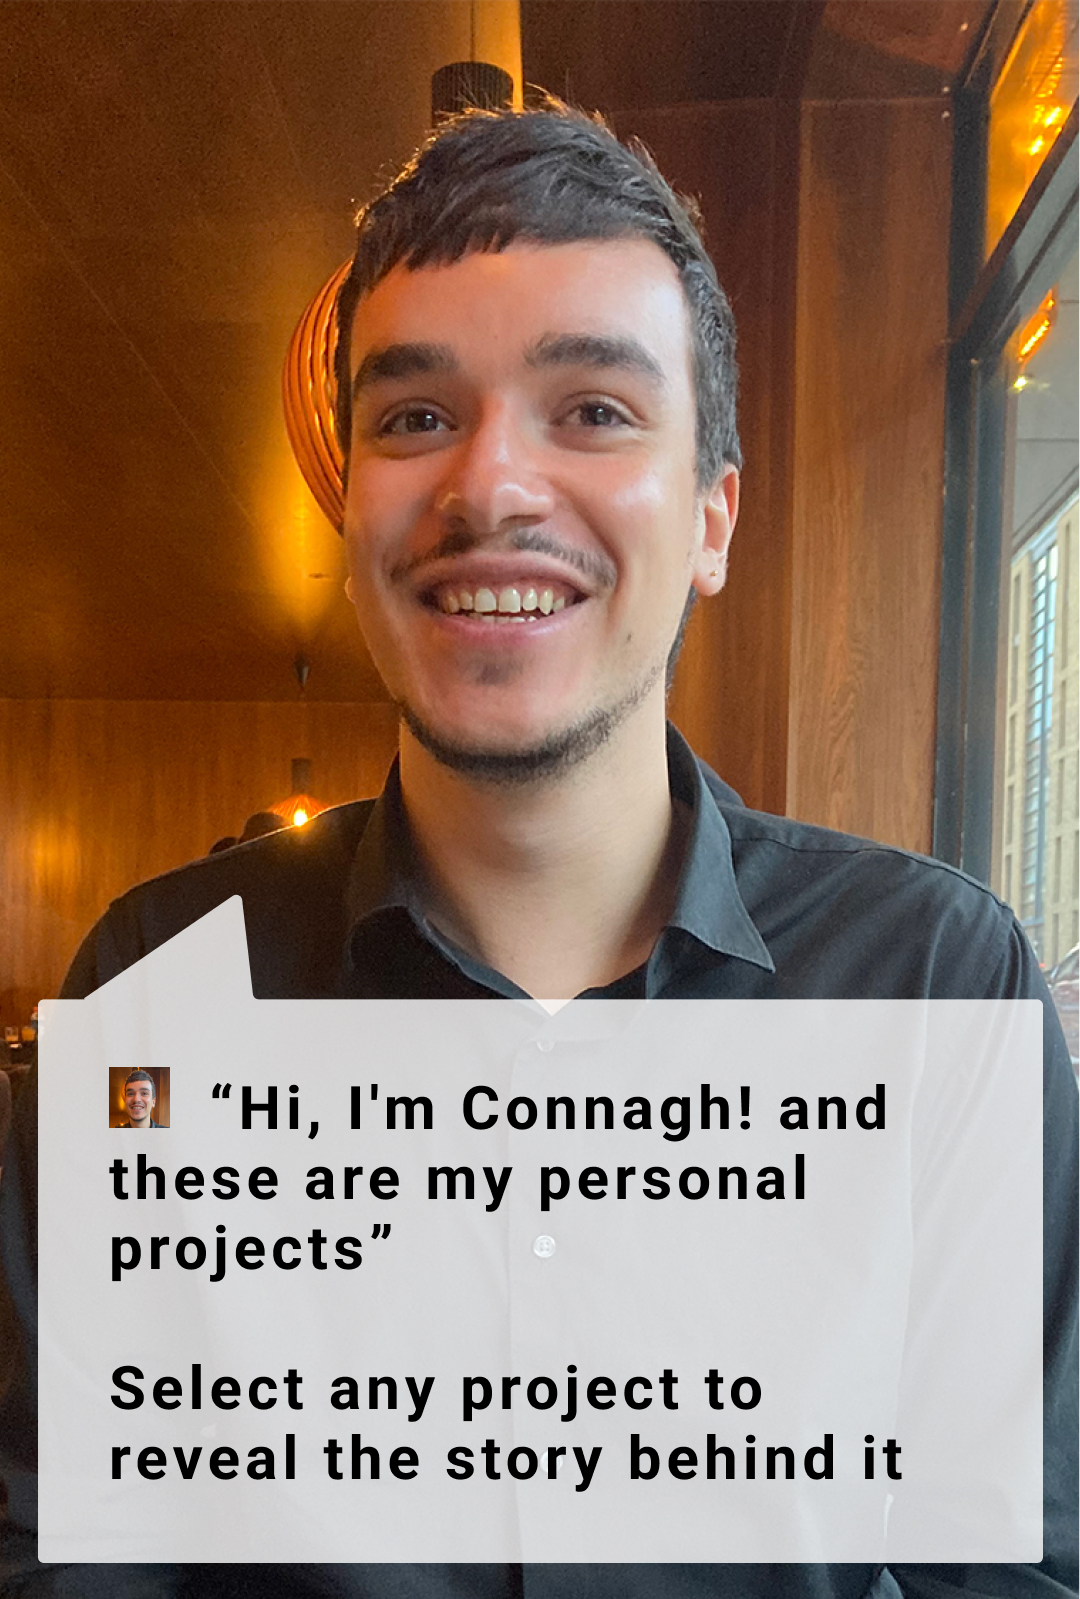 “Hi, I'm Connagh! and
these are my personal
projects”
Select any project to
reveal the story behind it